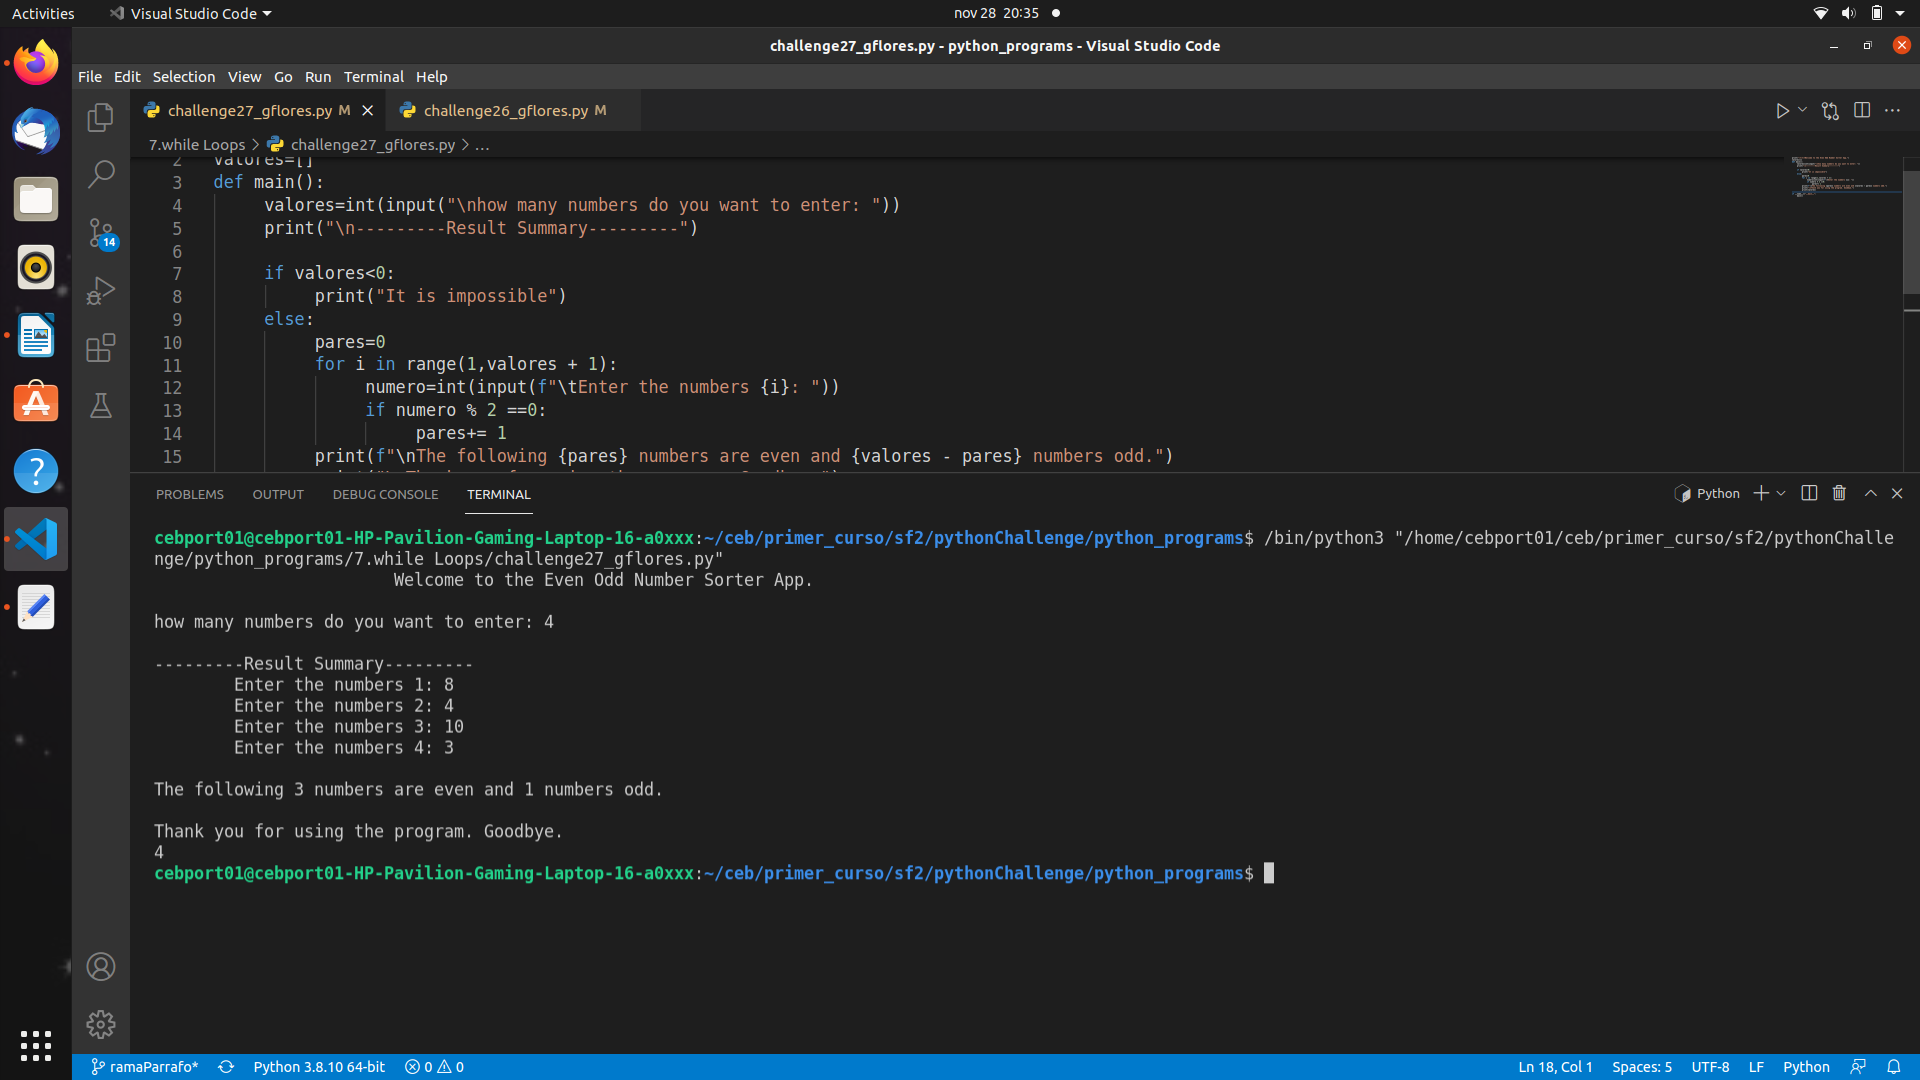 Activities
Visual Studio Code
nov 28 20:35
challenge27_gflores.py - python_programs - Visual Studio Code
File Edit Selection View Go Run Terminal Help
challenge27_gflores.py M
challenge26_gflores.py M
7.while Loops > challenge27_gflores.py > ...
2 valores=[]
3 def main():
4 valores=int(input("\nhow many numbers do you want to enter: "))
5 print("\n---------Result Summary---------")
6
7 if valores<0:
8 print("It is impossible")
9 else:
10 pares=0
11 for i in range(1,valores + 1):
12 numero=int(input(f"\tEnter the numbers {i}: "))
13 if numero % 2 ==0:
14 pares+= 1
15 print(f"\nThe following {pares} numbers are even and {valores - pares} numbers odd.")
14
PROBLEMS OUTPUT DEBUG CONSOLE TERMINAL
Python
cebport01@cebport01-HP-Pavilion-Gaming-Laptop-16-a0xxx:~/ceb/primer_curso/sf2/pythonChallenge/python_programs$ /bin/python3 "/home/cebport01/ceb/primer_curso/sf2/pythonChalle
nge/python_programs/7.while Loops/challenge27_gflores.py"
Welcome to the Even Odd Number Sorter App.
how many numbers do you want to enter: 4
---------Result Summary---------
Enter the numbers 1: 8
Enter the numbers 2: 4
Enter the numbers 3: 10
Enter the numbers 4: 3
The following 3 numbers are even and 1 numbers odd.
Thank you for using the program. Goodbye.
4
cebport01@cebport01-HP-Pavilion-Gaming-Laptop-16-a0xxx:~/ceb/primer_curso/sf2/pythonChallenge/python_programs$
ramaParrafo* Python 3.8.10 64-bit 0 0
Ln 18, Col 1 Spaces: 5 UTF-8 LF Python